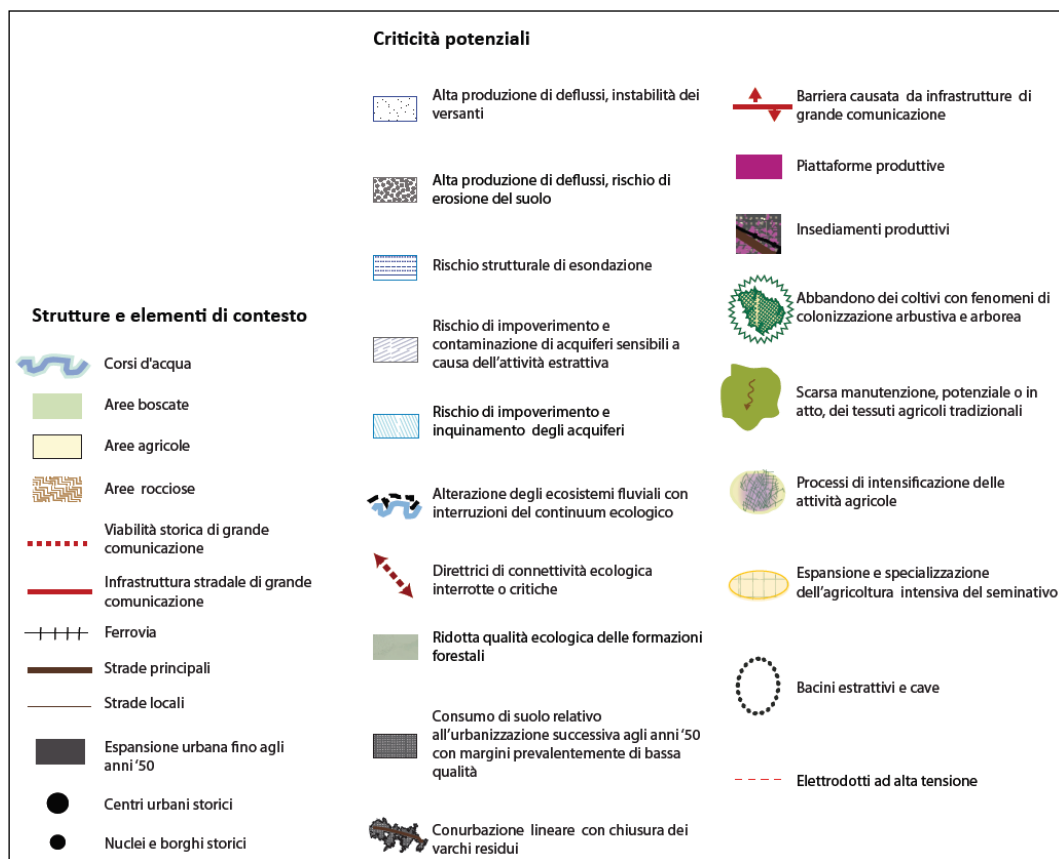 Strutture e elementi di contesto
Corsi d'acqua
Aree boscate
Aree agricole
Aree rocciose
Viabilità storica di grande
comunicazione
Infrastruttura stradale di grande
comunicazione
Ferrovia
Strade principali
Strade locali
Espansione urbana fino agli
anni ‘50
Centri urbani storici
Nuclei e borghi storici
Criticità potenziali
Alta produzione di deflussi, instabilità dei
versanti
Alta produzione di deflussi, rischio di
erosione del suolo
Rischio strutturale di esondazione
Rischio di impoverimento e
contaminazione di acquiferi sensibili a
causa dell’attività estrattiva
Rischio di impoverimento e
inquinamento degli acquiferi
Alterazione degli ecosistemi fluviali con
interruzioni del continuum ecologico
Direttrici di connettività ecologica
interrotte o critiche
Ridotta qualità ecologica delle formazioni
forestali
Consumo di suolo relativo
all’urbanizzazione successiva agli anni ‘50
con margini prevalentemente di bassa
qualità
Conurbazione lineare con chiusura dei
varchi residui
Barriera causata da infrastrutture di
grande comunicazione
Piattaforme produttive
Insediamenti produttivi
Abbandono dei coltivi con fenomeni di
colonizzazione arbustiva e arborea
Scarsa manutenzione, potenziale o in
atto, dei tessuti agricoli tradizionali
Processi di intensificazione delle
attività agricole
Espansione e specializzazione
dell’agricoltura intensiva del seminativo
Bacini estrattivi e cave
Elettrodotti ad alta tensione